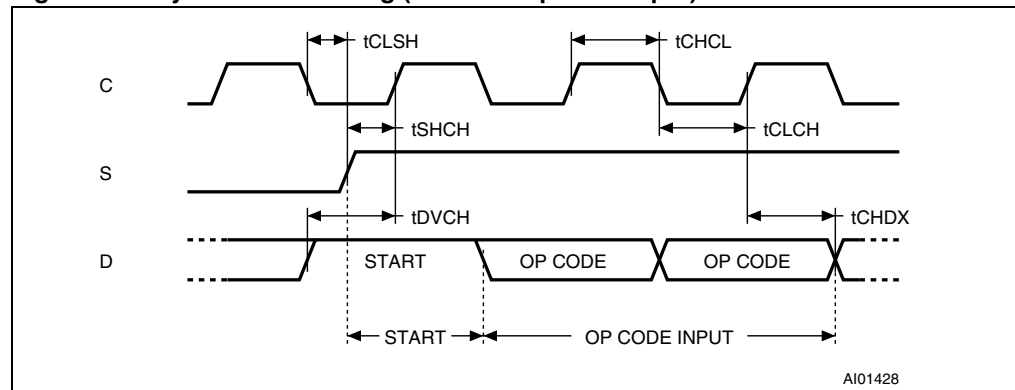 tCLSH
tCHCL
C
tSHCH
tCLCH
S
tDVCH
tCHDX
D
START
OP CODE
OP CODE
START
OP CODE INPUT
AI01428